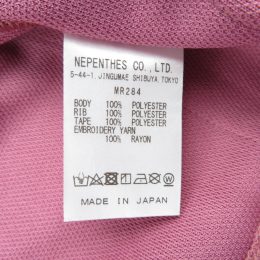 NEPENTHES CO., LTD.
5-44-1, JINGUMAE SHIBUYA, TOKYO
MR284
BODY 100% POLYESTER
RIB 100% POLYESTER
TAPE 100% POLYESTER
EMBROIDERY YARN
100% RAYON
MADE IN JAPAN